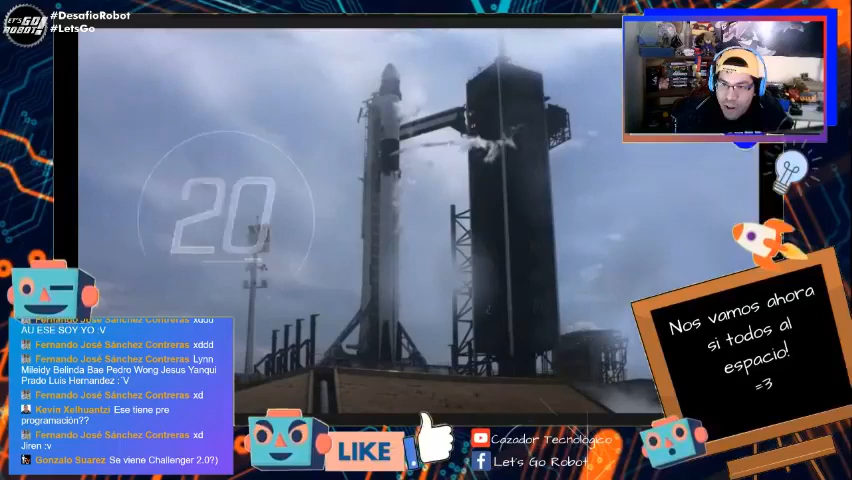 LET'S GO ROBOT!
#DesafioRobot
#LetsGo
20
Fernando José Sánchez Contreras xddd
AU ESE SOY YO :V
Fernando José Sánchez Contreras xddd
Fernando José Sánchez Contreras Lynn
Mileidy Belinda Bae Pedro Wong Jesus Yanqui
Prado Luis Hernandez :´V
Fernando José Sánchez Contreras xd
Kevin Xelhuantzi Ese tiene pre
programación??
Fernando José Sánchez Contreras xd
Jiren :v
Gonzalo Suarez Se viene Challenger 2.0?)
Nos vamos ahora
si todos al
espacio!
=3
LIKE
Cazador Tecnológico
Let's Go Robot